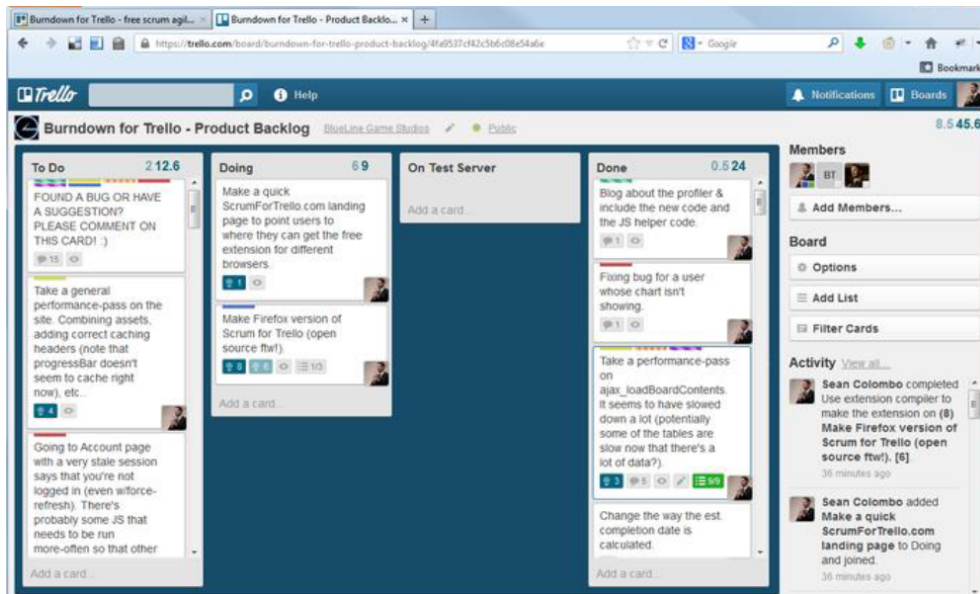 Burndown for Trello - free scrum agil...
Burndown for Trello - Product Backlo...
https://trello.com/board/burndown-for-trello-product-backlog/4fa9537cf42c5b6c08e54a6e
Google
Bookmark
Trello
Help
Notifications
Boards
Burndown for Trello - Product Backlog
BlueLine Game Studios
Public
8.5 45.6
To Do
2 12.6
FOUND A BUG OR HAVE
A SUGGESTION?
PLEASE COMMENT ON
THIS CARD! :)
15
Take a general
performance-pass on the
site. Combining assets,
adding correct caching
headers (note that
progressBar doesn't
seem to cache right
now), etc..
4
Going to Account page
with a very stale session
says that you're not
logged in (even w/force-
refresh). There's
probably some JS that
needs to be run
more-often so that other
Add a card...
Doing
6 9
Make a quick
ScrumForTrello.com landing
page to point users to
where they can get the free
extension for different
browsers.
1
Make Firefox version of
Scrum for Trello (open
source ftw!).
8
6
1/3
Add a card...
On Test Server
Add a card...
Done
0.5 24
Blog about the profiler &
include the new code and
the JS helper code.
1
Fixing bug for a user
whose chart isn't
showing.
1
Take a performance-pass
on
ajax_loadBoardContents.
It seems to have slowed
down a lot (potentially
some of the tables are
slow now that there's a
lot of data?).
3
5
9/9
Change the way the est.
completion date is
calculated.
Add a card...
Members
BT
Add Members...
Board
Options
Add List
Filter Cards
Activity
View all...
Sean Colombo completed
Use extension compiler to
make the extension on (8)
Make Firefox version of
Scrum for Trello (open
source ftw!). [6].
36 minutes ago
Sean Colombo added
Make a quick
ScrumForTrello.com
landing page to Doing
and joined.
36 minutes ago